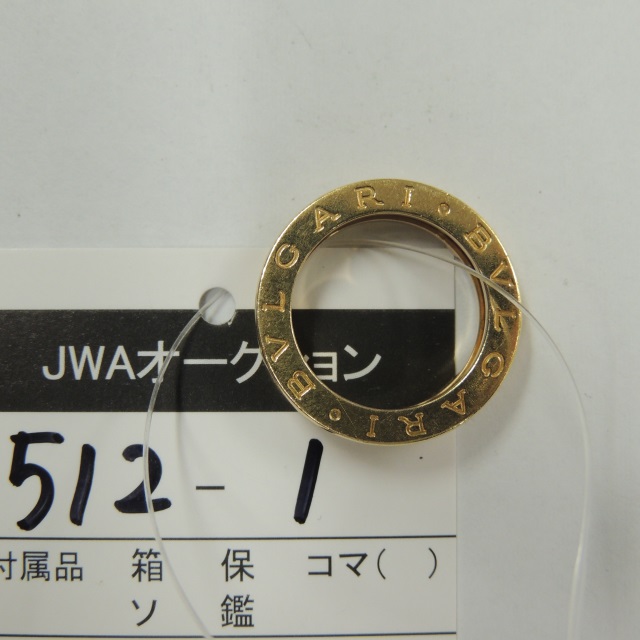 BVLGARI • BVLGARI •
JWAオークション
512-1
付属品 箱 保 コマ( )
ソ 鑑